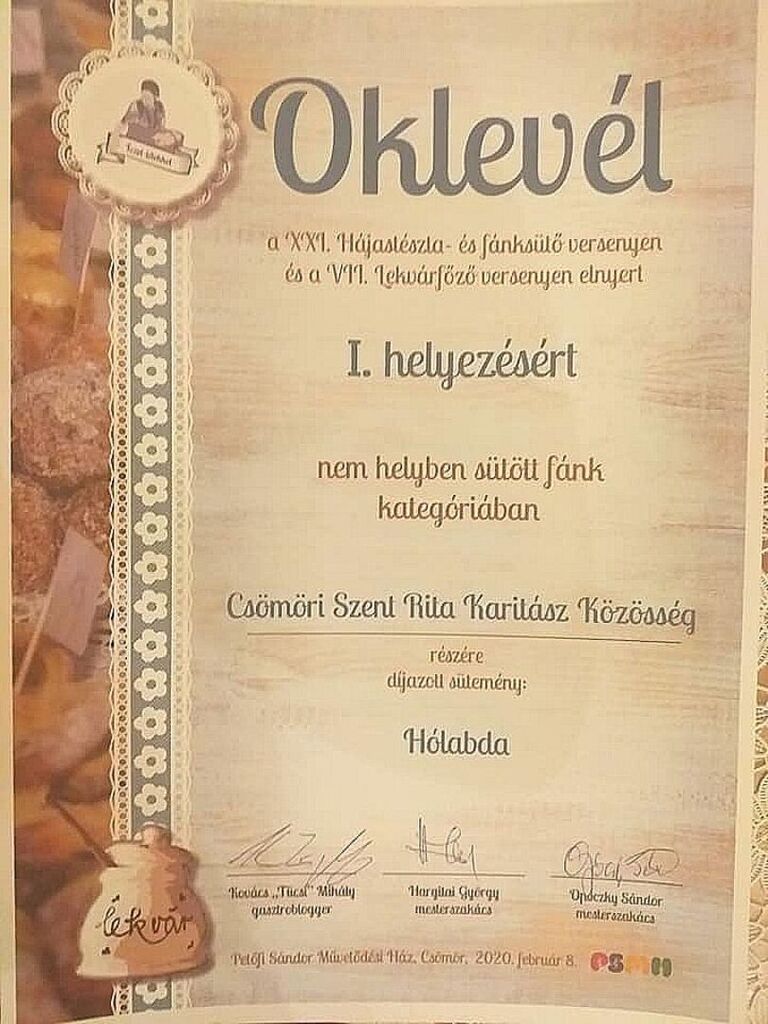 Oklevél
a XXI. Hájastészta- és fánksütő versenyen
és a VII. Lekvárfőző versenyen elnyert
I. helyezésért
nem helyben sütött fánk
kategóriában
Csömöri Szent Rita Karitász Közösség
részére
díjazott sütemény:
Hólabda
Kovács „Tücsi" Mihály
gasztroblogger
Hargitai György
mesterszakács
Opóczky Sándor
mesterszakács
lekvár
Petőfi Sándor Művelődési Ház, Csömör, 2020. február 8. PSMH